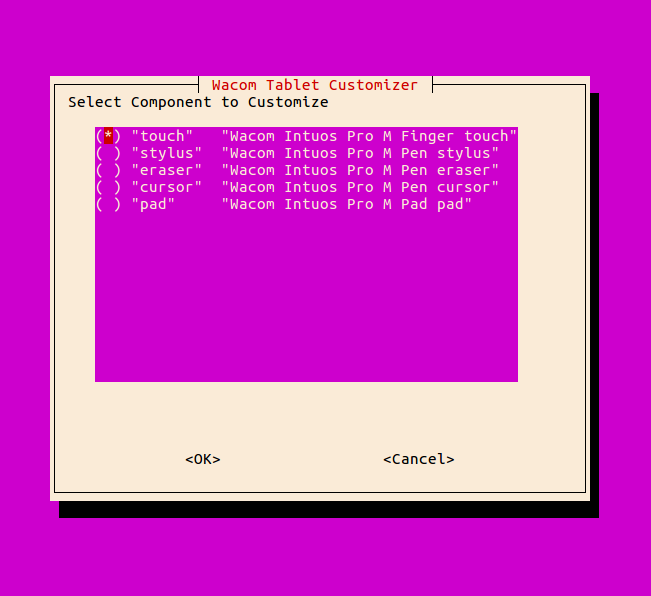 Wacom Tablet Customizer
Select Component to Customize
(*) "touch" "Wacom Intuos Pro M Finger touch"
( ) "stylus" "Wacom Intuos Pro M Pen stylus"
( ) "eraser" "Wacom Intuos Pro M Pen eraser"
( ) "cursor" "Wacom Intuos Pro M Pen cursor"
( ) "pad" "Wacom Intuos Pro M Pad pad"
<OK> <Cancel>